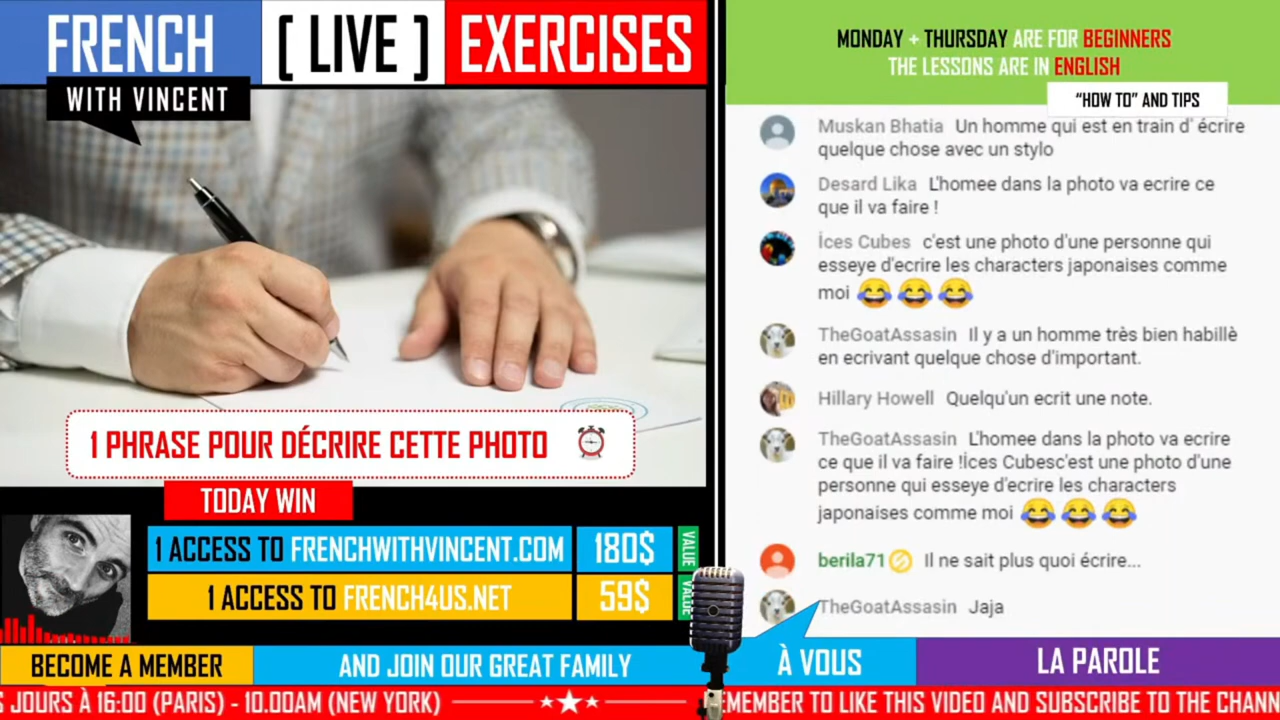 FRENCH [ LIVE ] EXERCISES
WITH VINCENT
1 PHRASE POUR DÉCRIRE CETTE PHOTO
TODAY WIN
1 ACCESS TO FRENCHWITHVINCENT.COM 180$ VALUE
1 ACCESS TO FRENCH4US.NET 59$ VALUE
BECOME A MEMBER AND JOIN OUR GREAT FAMILY
MONDAY + THURSDAY ARE FOR BEGINNERS
THE LESSONS ARE IN ENGLISH
“HOW TO” AND TIPS
Muskan Bhatia Un homme qui est en train d' écrire
quelque chose avec un stylo
Desard Lika L'homee dans la photo va ecrire ce
que il va faire !
İces Cubes c'est une photo d'une personne qui
esseye d'ecrire les characters japonaises comme
moi 😂 😂 😂
TheGoatAssasin Il y a un homme très bien habillè
en ecrivant quelque chose d'important.
Hillary Howell Quelqu'un ecrit une note.
TheGoatAssasin L'homee dans la photo va ecrire
ce que il va faire !İces Cubesc'est une photo d'une
personne qui esseye d'ecrire les characters
japonaises comme moi 😂 😂 😂
berila71 Il ne sait plus quoi écrire...
TheGoatAssasin Jaja
À VOUS LA PAROLE
S JOURS À 16:00 (PARIS) - 10.00AM (NEW YORK) EMEMBER TO LIKE THIS VIDEO AND SUBSCRIBE TO THE CHANN